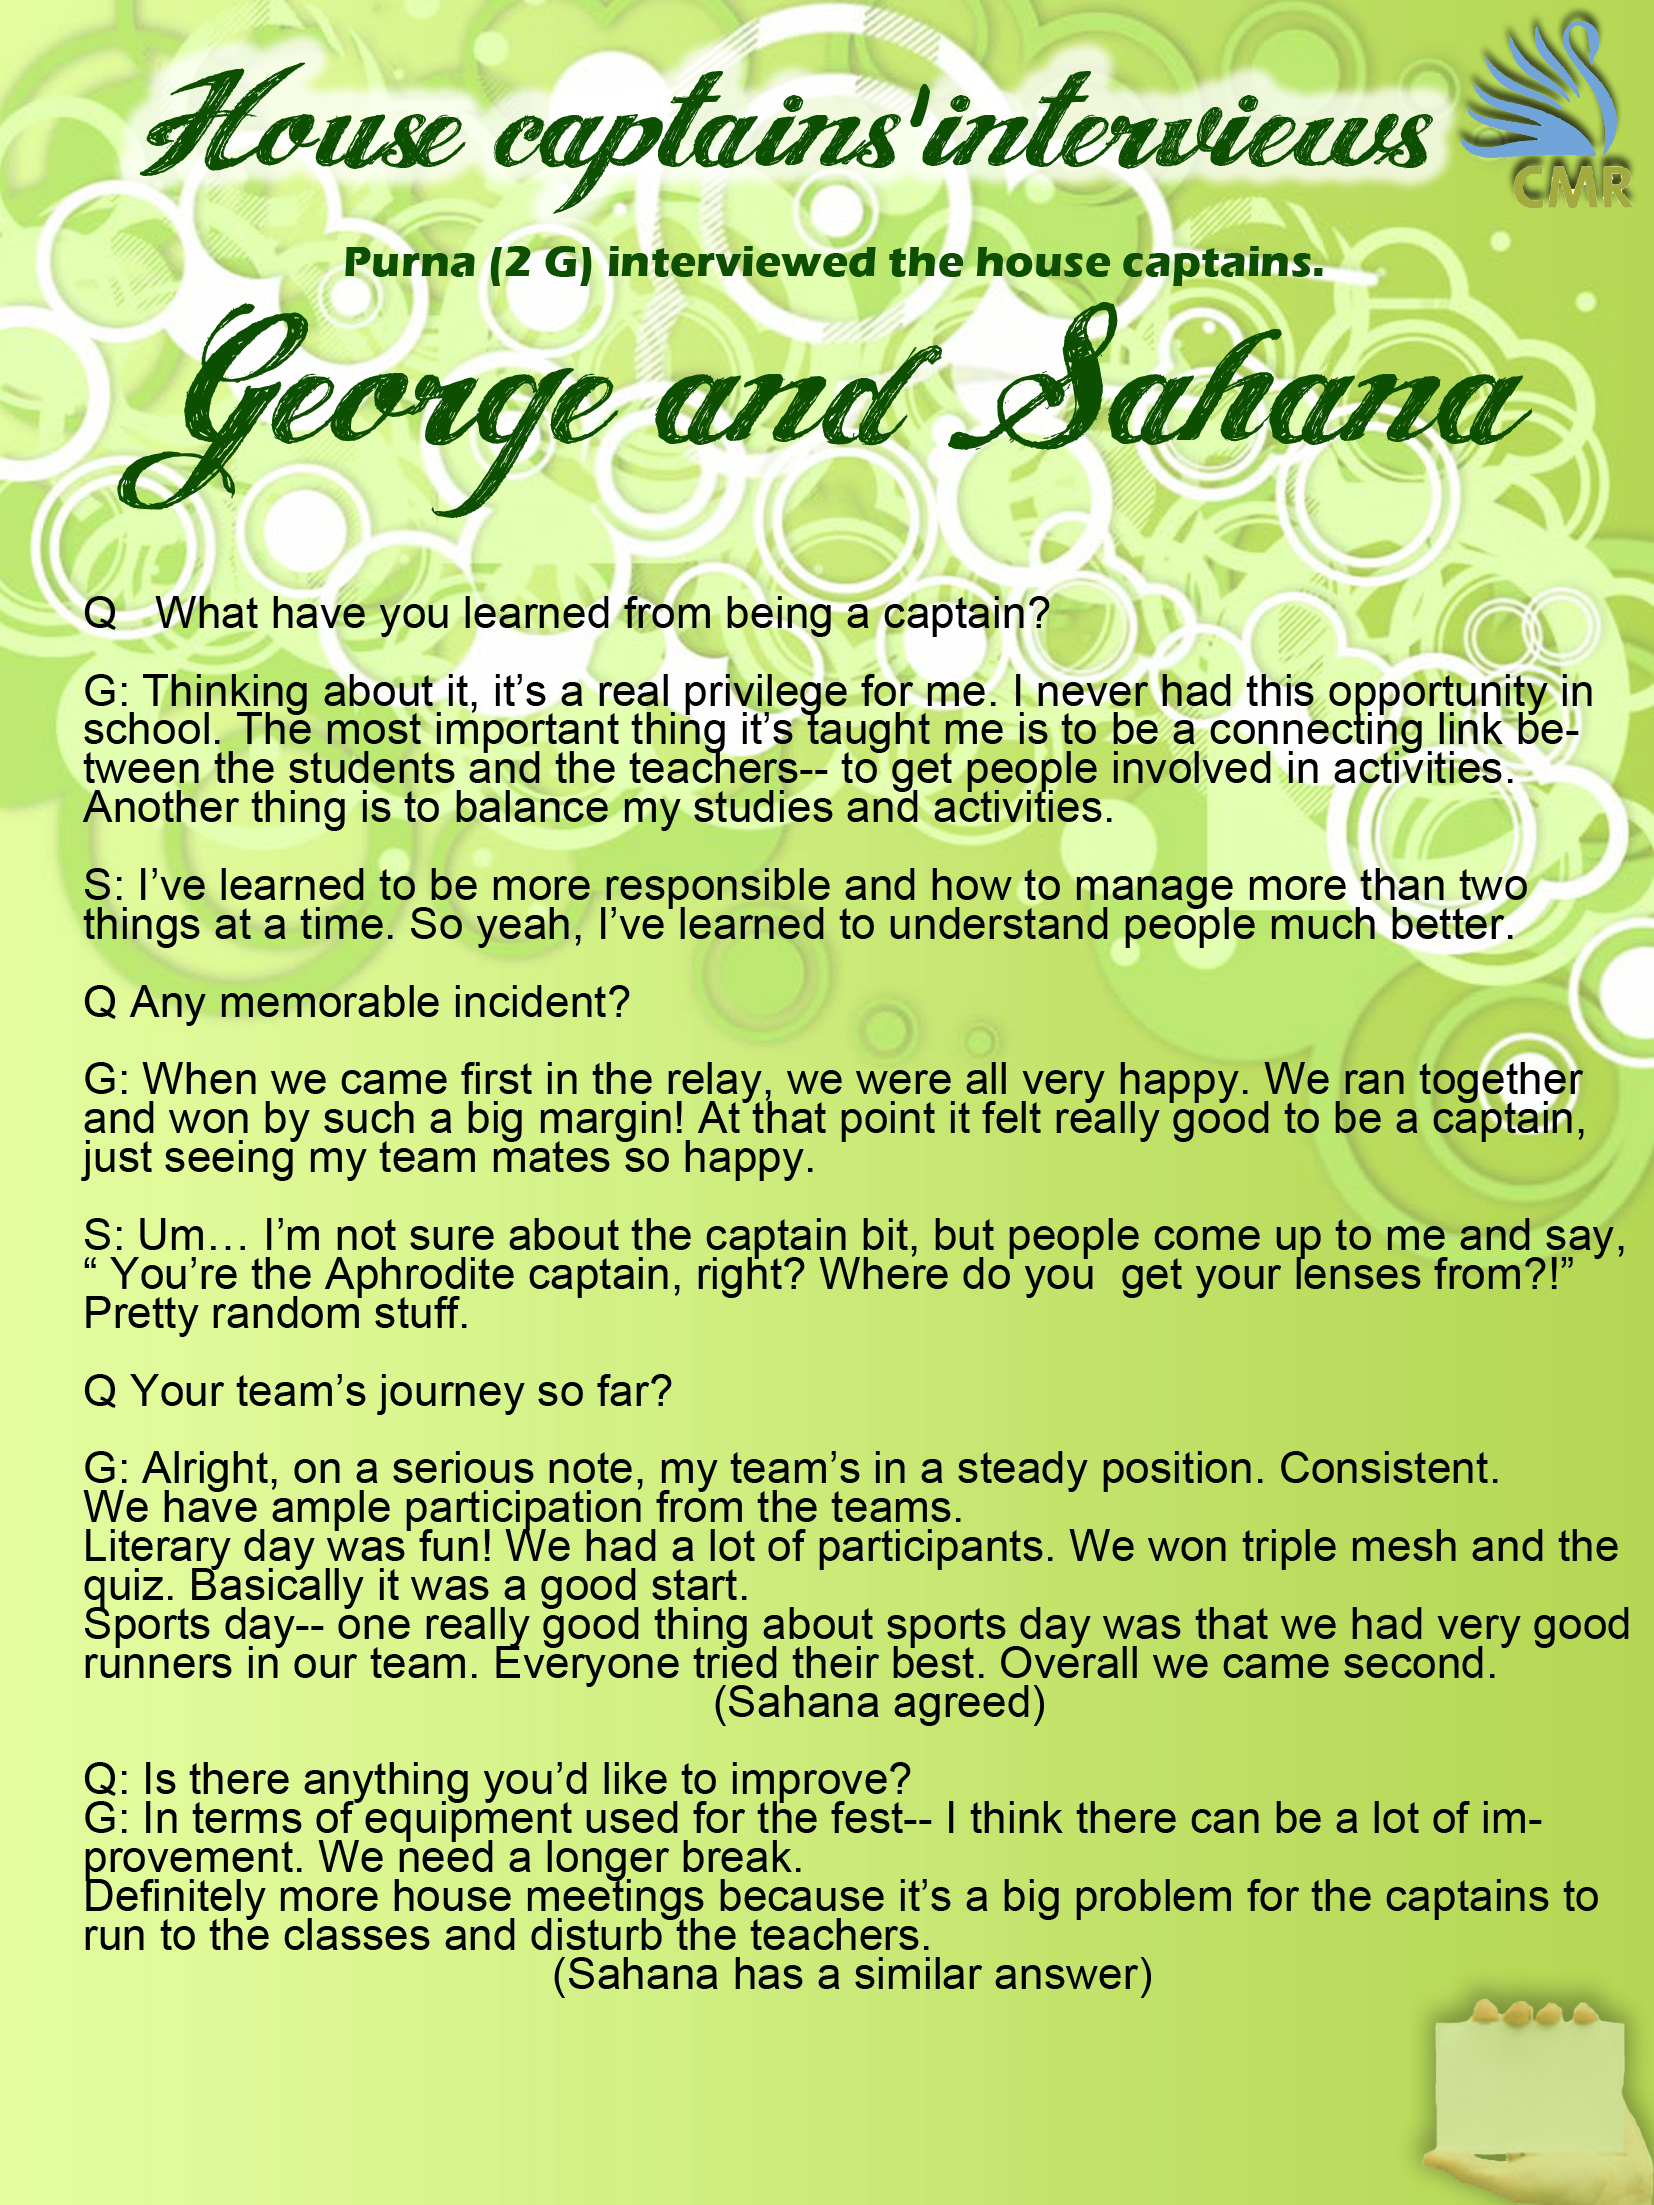 House captains' interviews
CMR
Purna (2 G) interviewed the house captains.
George and Sahana
Q   What have you learned from being a captain?
G: Thinking about it, it’s a real privilege for me. I never had this opportunity in
school. The most important thing it’s taught me is to be a connecting link be-
tween the students and the teachers-- to get people involved in activities.
Another thing is to balance my studies and activities.
S: I’ve learned to be more responsible and how to manage more than two
things at a time. So yeah, I’ve learned to understand people much better.
Q Any memorable incident?
G: When we came first in the relay, we were all very happy. We ran together
and won by such a big margin! At that point it felt really good to be a captain,
just seeing my team mates so happy.
S: Um… I’m not sure about the captain bit, but people come up to me and say,
“ You’re the Aphrodite captain, right? Where do you  get your lenses from?!”
Pretty random stuff.
Q Your team’s journey so far?
G: Alright, on a serious note, my team’s in a steady position. Consistent.
We have ample participation from the teams.
Literary day was fun! We had a lot of participants. We won triple mesh and the
quiz. Basically it was a good start.
Sports day-- one really good thing about sports day was that we had very good
runners in our team. Everyone tried their best. Overall we came second.
(Sahana agreed)
Q: Is there anything you’d like to improve?
G: In terms of equipment used for the fest-- I think there can be a lot of im-
provement. We need a longer break.
Definitely more house meetings because it’s a big problem for the captains to
run to the classes and disturb the teachers.
(Sahana has a similar answer)